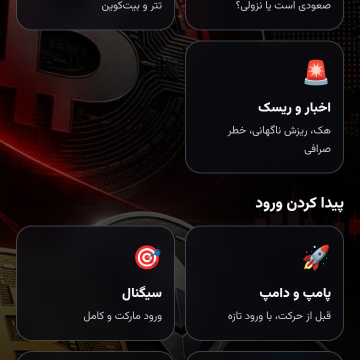 صعودی است یا نزولی؟
تتر و بیت‌کوین
اخبار و ریسک
هک، ریزش ناگهانی، خطر
صرافی
پیدا کردن ورود
پامپ و دامپ
قبل از حرکت، با ورود تازه
سیگنال
ورود مارکت و کامل